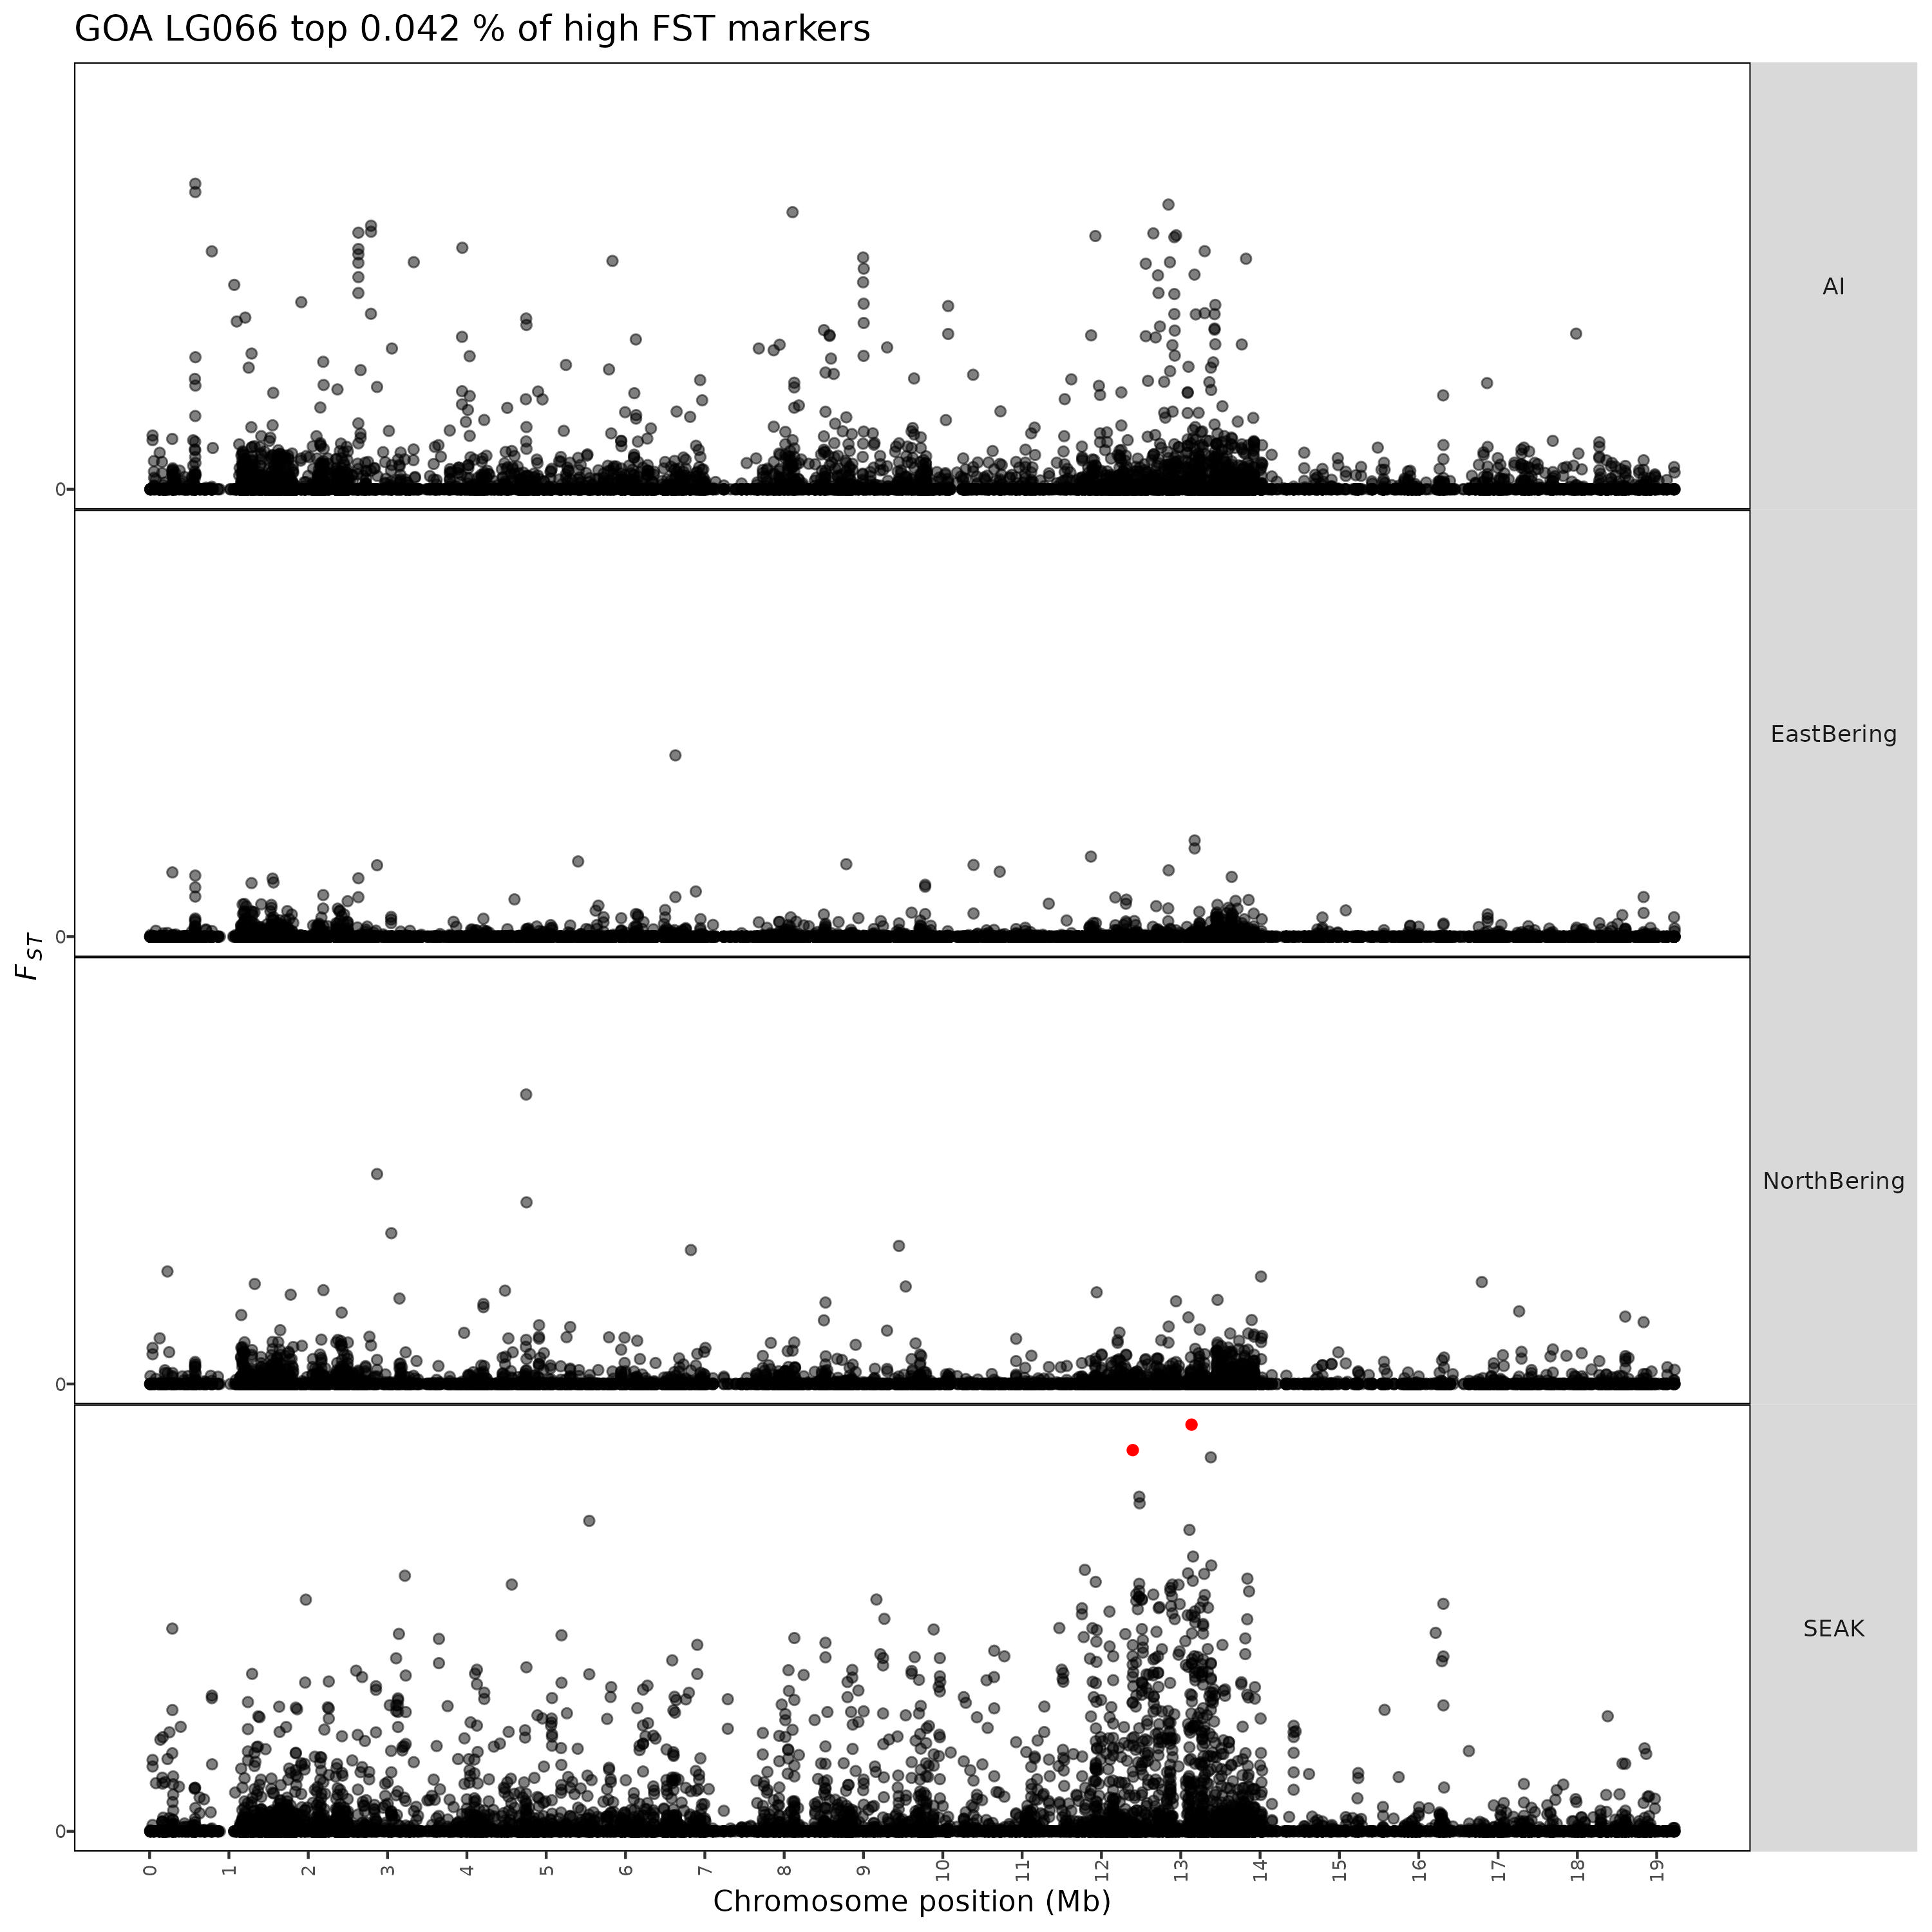 GOA LG066 top 0.042 % of high FST markers
AI
0
EastBering
0
FST
NorthBering
0
SEAK
0
0 1 2 3 4 5 6 7 8 9 10 11 12 13 14 15 16 17 18 19
Chromosome position (Mb)